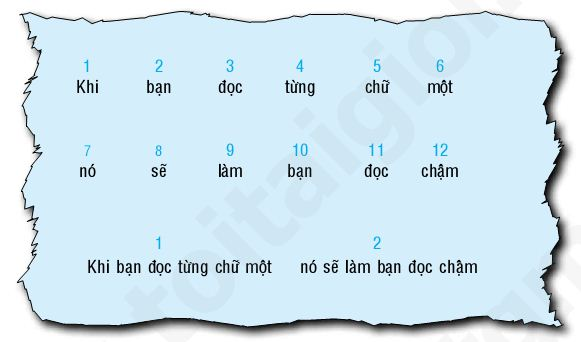 1 2 3 4 5 6
Khi bạn đọc từng chữ một
7 8 9 10 11 12
nó sẽ làm bạn đọc chậm
1 2
Khi bạn đọc từng chữ một nó sẽ làm bạn đọc chậm